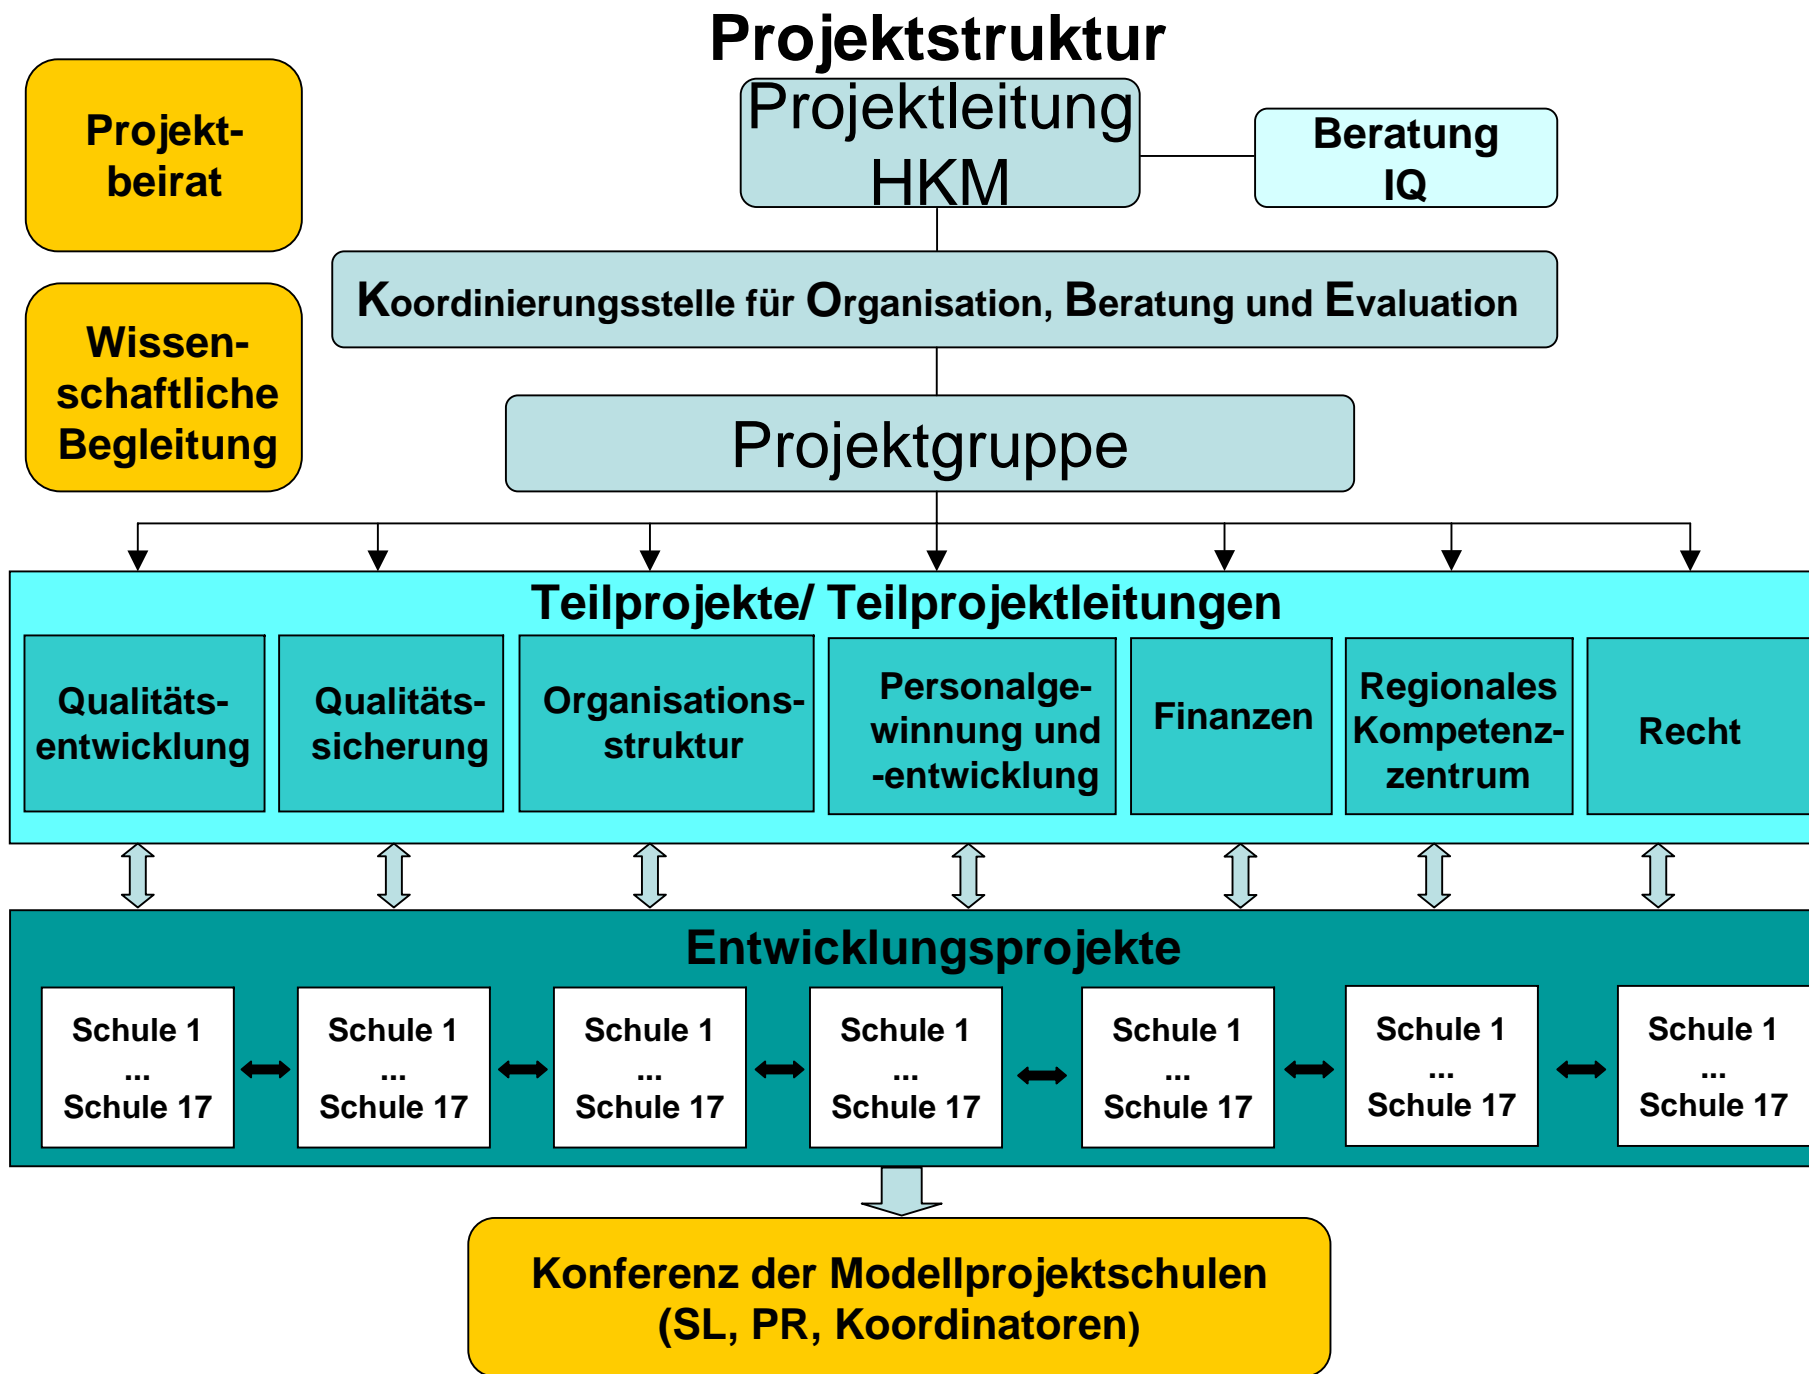 Projektstruktur
Projekt-
beirat
Projektleitung
HKM
Beratung
IQ
Koordinierungsstelle für Organisation, Beratung und Evaluation
Wissen-
schaftliche
Begleitung
Projektgruppe
Teilprojekte/ Teilprojektleitungen
Qualitäts-
entwicklung
Qualitäts-
sicherung
Organisations-
struktur
Personalge-
winnung und
-entwicklung
Finanzen
Regionales
Kompetenz-
zentrum
Recht
Entwicklungsprojekte
Schule 1
...
Schule 17
Schule 1
...
Schule 17
Schule 1
...
Schule 17
Schule 1
...
Schule 17
Schule 1
...
Schule 17
Schule 1
...
Schule 17
Schule 1
...
Schule 17
Konferenz der Modellprojektschulen
(SL, PR, Koordinatoren)